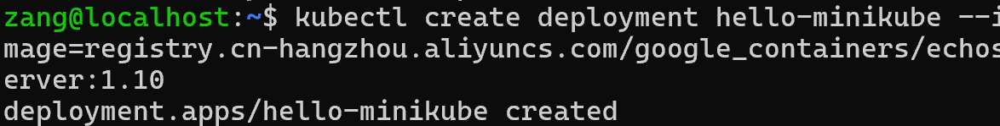 zang@localhost:~$ kubectl create deployment hello-minikube --i
mage=registry.cn-hangzhou.aliyuncs.com/google_containers/echos
erver:1.10
deployment.apps/hello-minikube created